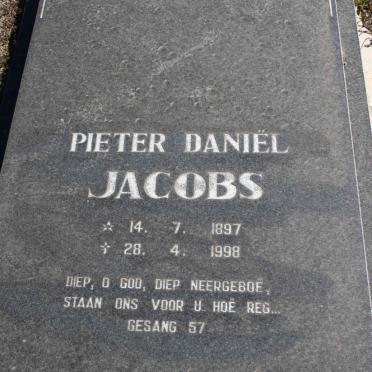 PIETER DANIËL
JACOBS
☆ 14. 7. 1897
† 28. 4. 1998
DIEP, O GOD, DIEP NEERGEBOË,
STAAN ONS VOOR U HOË REG...
GESANG 57